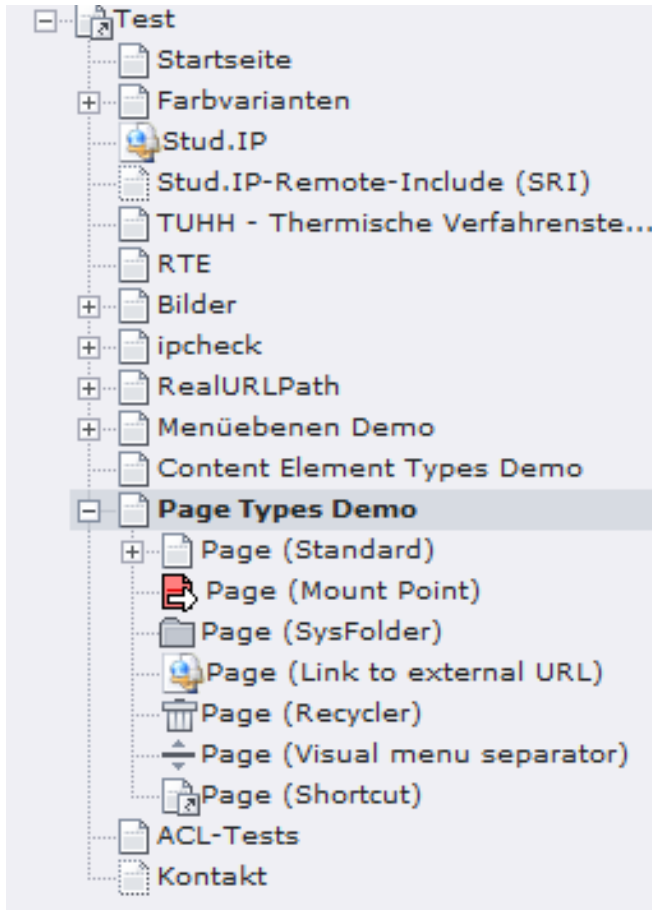 Test
Startseite
Farbvarianten
Stud.IP
Stud.IP-Remote-Include (SRI)
TUHH - Thermische Verfahrenste...
RTE
Bilder
ipcheck
RealURLPath
Menüebenen Demo
Content Element Types Demo
Page Types Demo
Page (Standard)
Page (Mount Point)
Page (SysFolder)
Page (Link to external URL)
Page (Recycler)
Page (Visual menu separator)
Page (Shortcut)
ACL-Tests
Kontakt